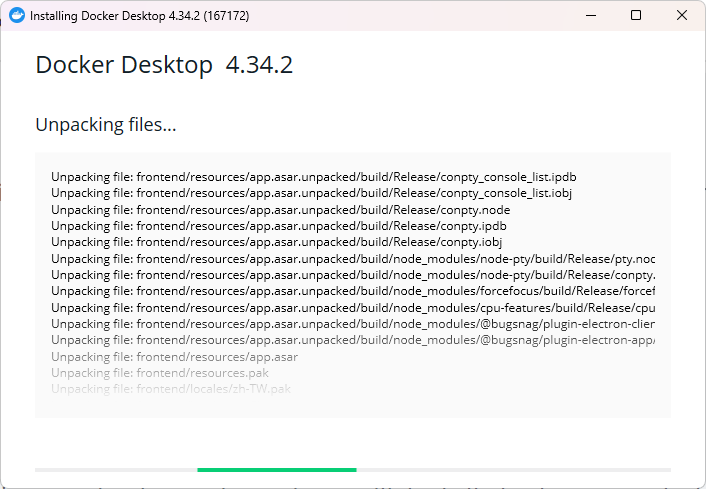 Installing Docker Desktop 4.34.2 (167172)
Docker Desktop 4.34.2
Unpacking files...
Unpacking file: frontend/resources/app.asar.unpacked/build/Release/conpty_console_list.ipdb
Unpacking file: frontend/resources/app.asar.unpacked/build/Release/conpty_console_list.iobj
Unpacking file: frontend/resources/app.asar.unpacked/build/Release/conpty.node
Unpacking file: frontend/resources/app.asar.unpacked/build/Release/conpty.ipdb
Unpacking file: frontend/resources/app.asar.unpacked/build/Release/conpty.iobj
Unpacking file: frontend/resources/app.asar.unpacked/build/node_modules/node-pty/build/Release/pty.noc
Unpacking file: frontend/resources/app.asar.unpacked/build/node_modules/node-pty/build/Release/conpty.
Unpacking file: frontend/resources/app.asar.unpacked/build/node_modules/forcefocus/build/Release/forcef
Unpacking file: frontend/resources/app.asar.unpacked/build/node_modules/cpu-features/build/Release/cpu
Unpacking file: frontend/resources/app.asar.unpacked/build/node_modules/@bugsnag/plugin-electron-clier
Unpacking file: frontend/resources/app.asar.unpacked/build/node_modules/@bugsnag/plugin-electron-app/
Unpacking file: frontend/resources/app.asar
Unpacking file: frontend/resources.pak
Unpacking file: frontend/locales/zh-TW.pak